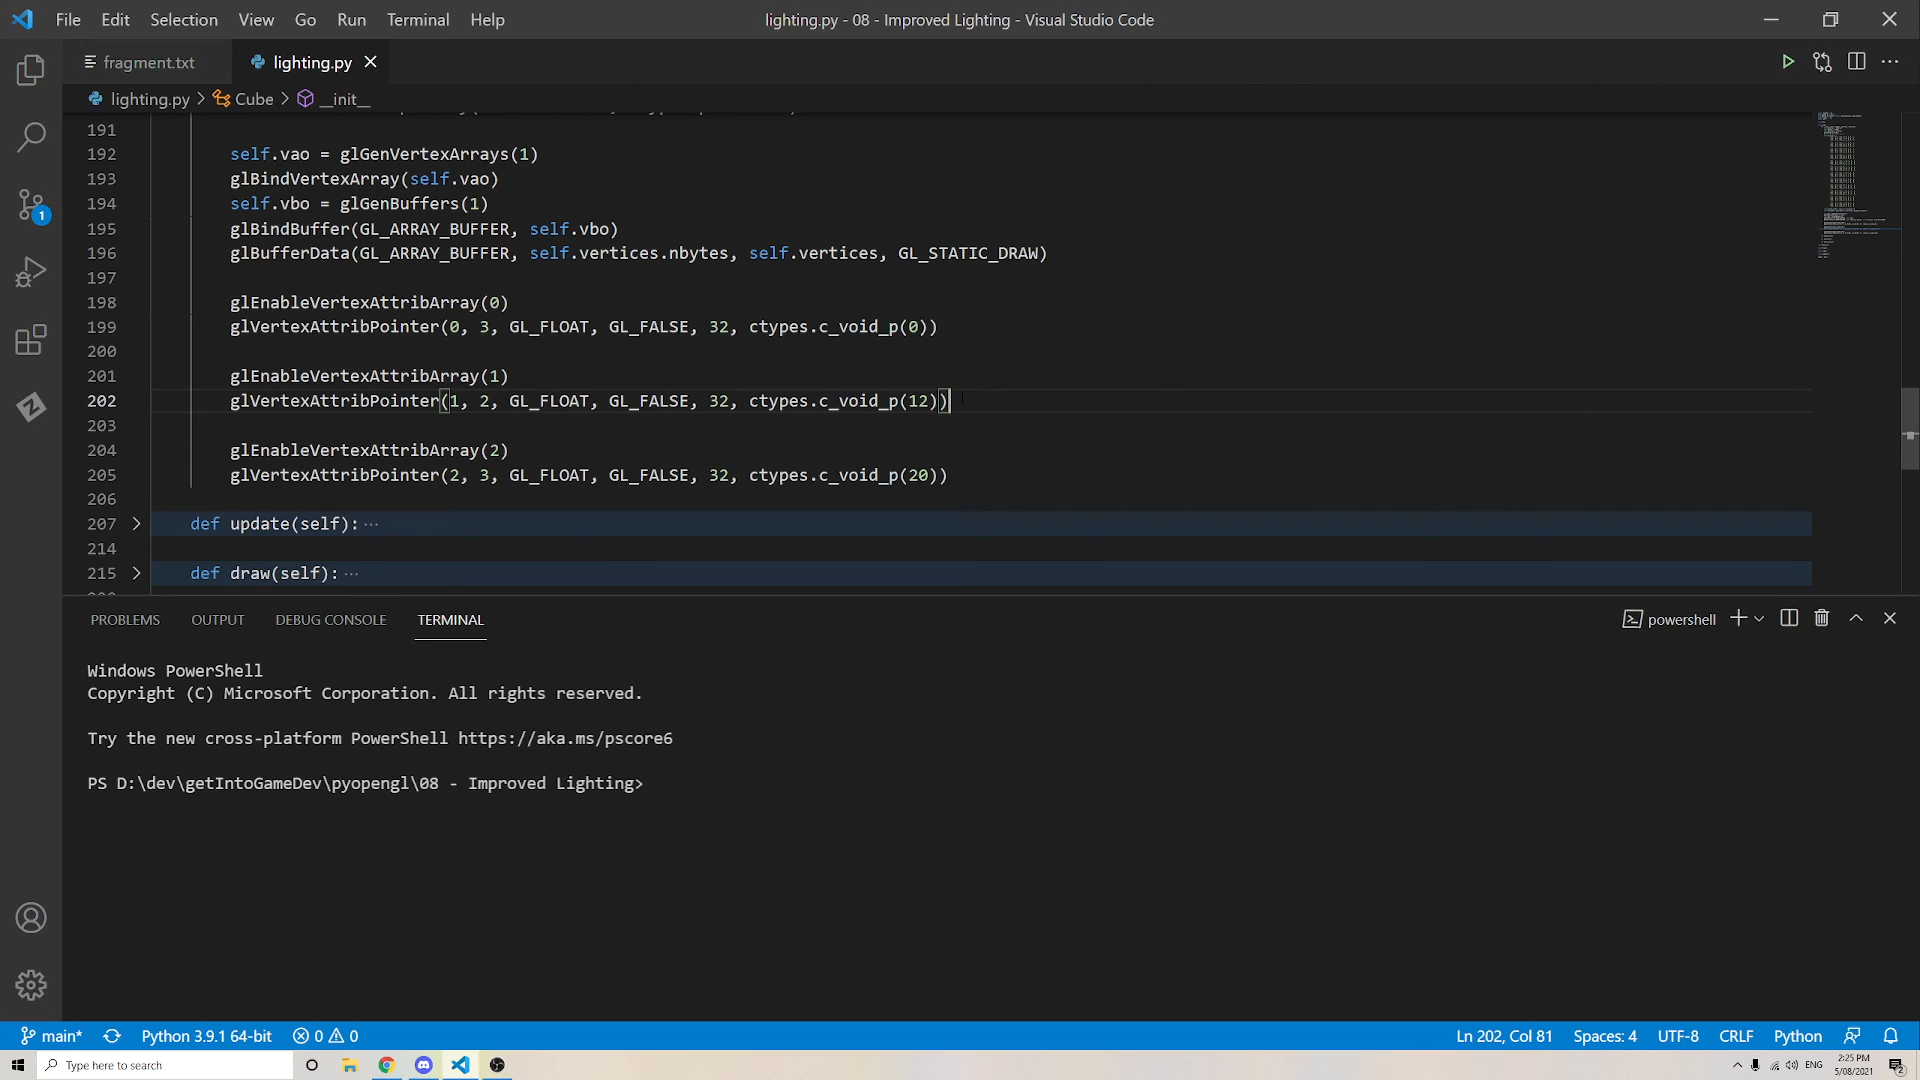 File Edit Selection View Go Run Terminal Help
lighting.py - 08 - Improved Lighting - Visual Studio Code
fragment.txt lighting.py
lighting.py > Cube > __init__
191
192 self.vao = glGenVertexArrays(1)
193 glBindVertexArray(self.vao)
194 self.vbo = glGenBuffers(1)
195 glBindBuffer(GL_ARRAY_BUFFER, self.vbo)
196 glBufferData(GL_ARRAY_BUFFER, self.vertices.nbytes, self.vertices, GL_STATIC_DRAW)
197
198 glEnableVertexAttribArray(0)
199 glVertexAttribPointer(0, 3, GL_FLOAT, GL_FALSE, 32, ctypes.c_void_p(0))
200
201 glEnableVertexAttribArray(1)
202 glVertexAttribPointer(1, 2, GL_FLOAT, GL_FALSE, 32, ctypes.c_void_p(12))
203
204 glEnableVertexAttribArray(2)
205 glVertexAttribPointer(2, 3, GL_FLOAT, GL_FALSE, 32, ctypes.c_void_p(20))
206
207 def update(self): ...
214
215 def draw(self): ...
PROBLEMS OUTPUT DEBUG CONSOLE TERMINAL
powershell
Windows PowerShell
Copyright (C) Microsoft Corporation. All rights reserved.
Try the new cross-platform PowerShell https://aka.ms/pscore6
PS D:\dev\getIntoGameDev\pyopengl\08 - Improved Lighting>
1
main* Python 3.9.1 64-bit 0 0 Ln 202, Col 81 Spaces: 4 UTF-8 CRLF Python
Type here to search
ENG
2:25 PM
5/08/2021
2